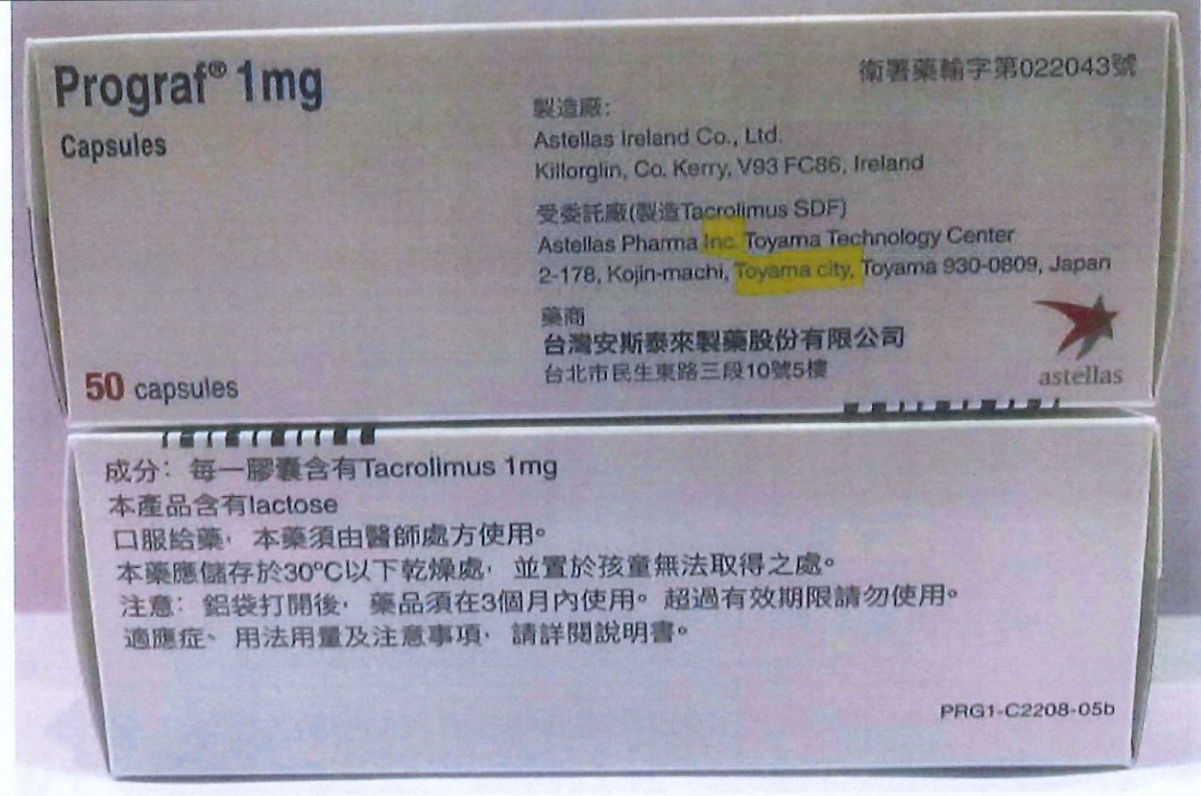 Prograf® 1mg
Capsules
50 capsules
衛署藥輸字第022043號
製造廠:
Astellas Ireland Co., Ltd.
Killorglin, Co. Kerry, V93 FC86, Ireland
受委託廠(製造Tacrolimus SDF)
Astellas Pharma Inc. Toyama Technology Center
2-178, Kojin-machi, Toyama city, Toyama 930-0809, Japan
藥商
台灣安斯泰來製藥股份有限公司
台北市民生東路三段10號5樓
astellas
成分：每一膠囊含有Tacrolimus 1mg
本產品含有lactose
口服給藥，本藥須由醫師處方使用。
本藥應儲存於30°C以下乾燥處，並置於孩童無法取得之處。
注意：鋁袋打開後，藥品須在3個月內使用。超過有效期限請勿使用。
適應症、用法用量及注意事項，請詳閱說明書。
PRG1-C2208-05b